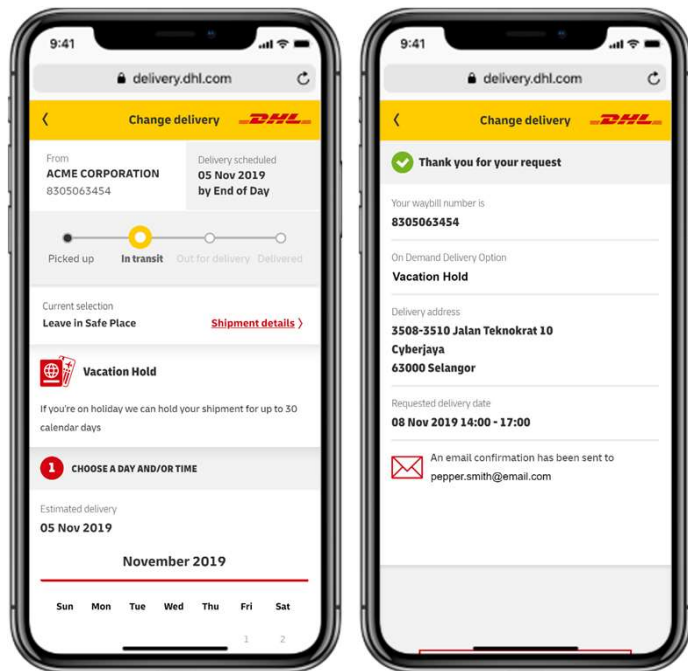 9:41
delivery.dhl.com
Change delivery
DHL
From
ACME CORPORATION
8305063454
Delivery scheduled
05 Nov 2019
by End of Day
Picked up
In transit
Out for delivery
Delivered
Current selection
Leave in Safe Place
Shipment details
Vacation Hold
If you're on holiday we can hold your shipment for up to 30
calendar days
1 CHOOSE A DAY AND/OR TIME
Estimated delivery
05 Nov 2019
November 2019
Sun Mon Tue Wed Thu Fri Sat
1 2
9:41
delivery.dhl.com
Change delivery
DHL
Thank you for your request
Your waybill number is
8305063454
On Demand Delivery Option
Vacation Hold
Delivery address
3508-3510 Jalan Teknokrat 10
Cyberjaya
63000 Selangor
Requested delivery date
08 Nov 2019 14:00 - 17:00
An email confirmation has been sent to
pepper.smith@email.com